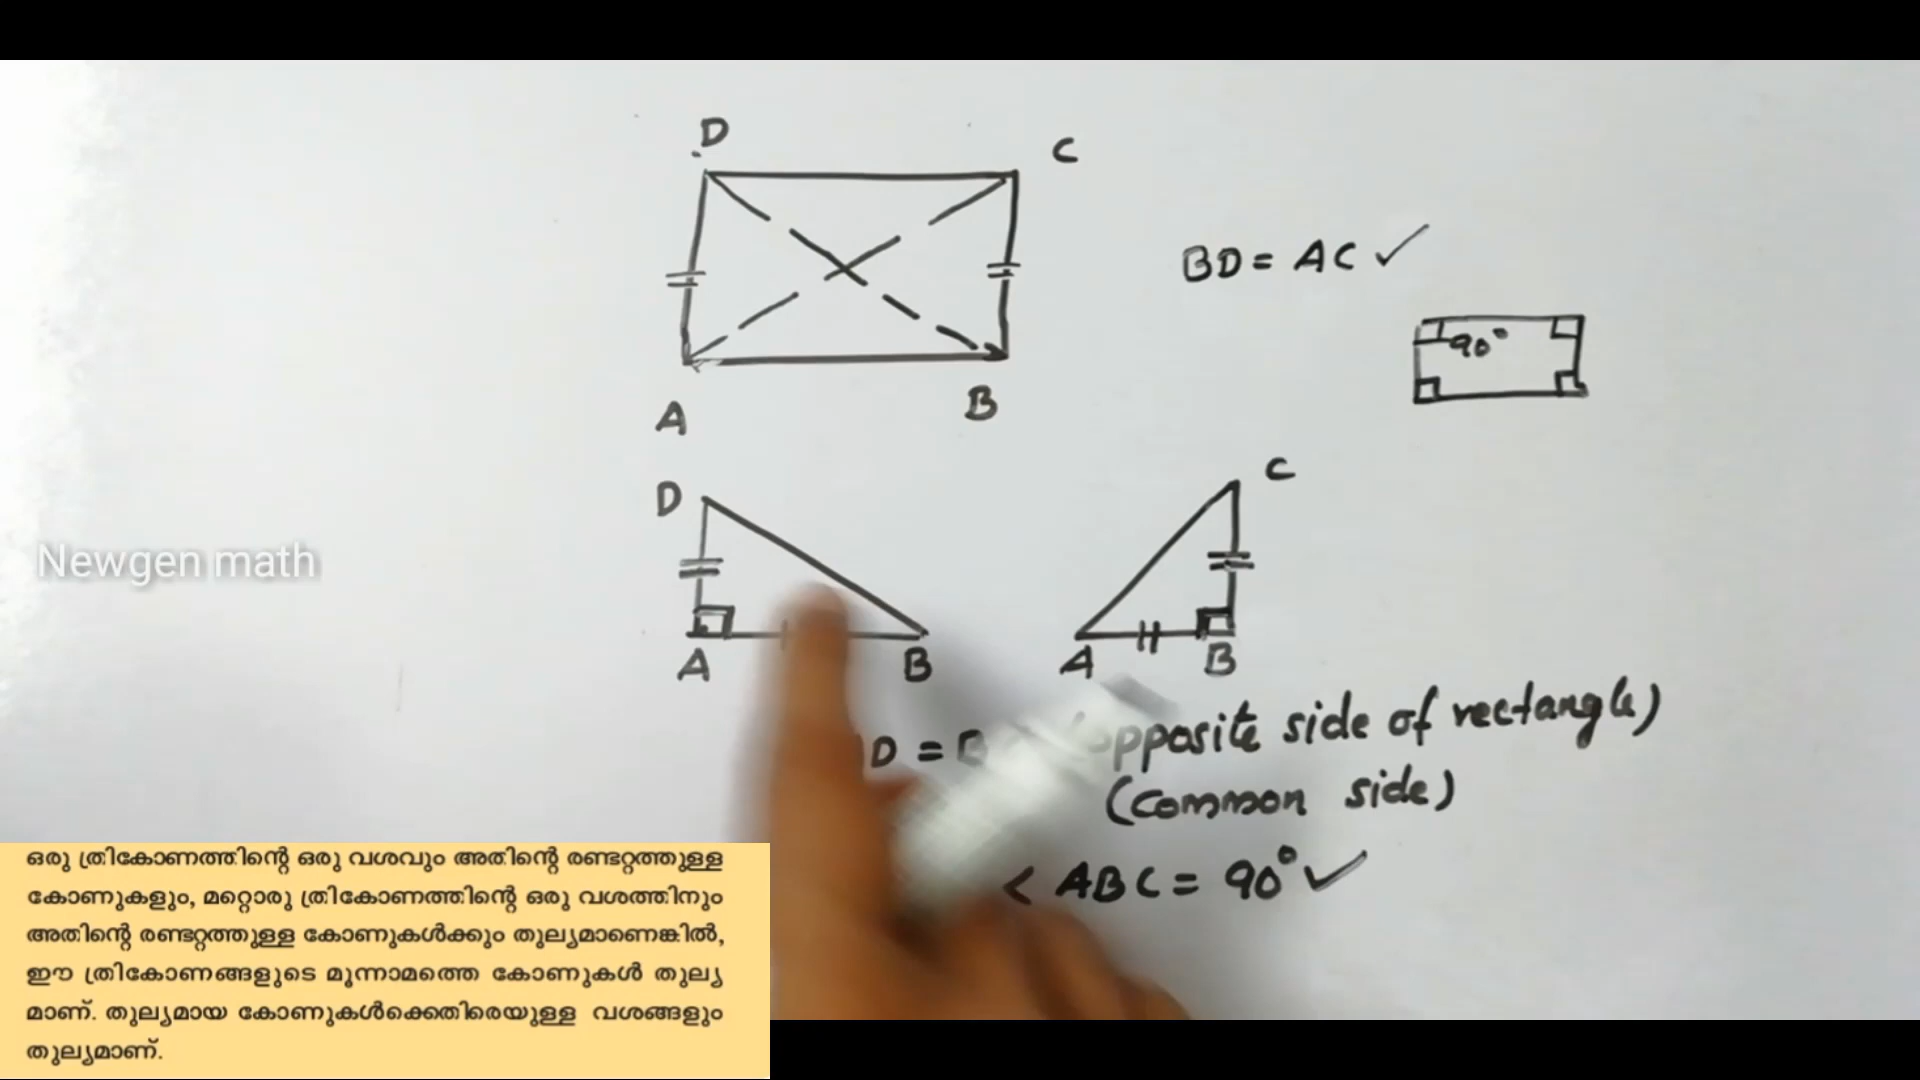 D
C
BD = AC ✓
90°
A
B
D
C
Newgen math
A
B
A
B
D =
opposite side of rectangle)
(Common side)
< ABC = 90° ✓
ഒരു ത്രികോണത്തിന്റെ ഒരു വശവും അതിന്റെ രണ്ടറ്റത്തുള്ള
കോണുകളും, മറ്റൊരു ത്രികോണത്തിന്റെ ഒരു വശത്തിനും
അതിന്റെ രണ്ടറ്റത്തുള്ള കോണുകൾക്കും തുല്യമാണെങ്കിൽ,
ഈ ത്രികോണങ്ങളുടെ മൂന്നാമത്തെ കോണുകൾ തുല്യ
മാണ്. തുല്യമായ കോണുകൾക്കെതിരെയുള്ള വശങ്ങളും
തുല്യമാണ്.